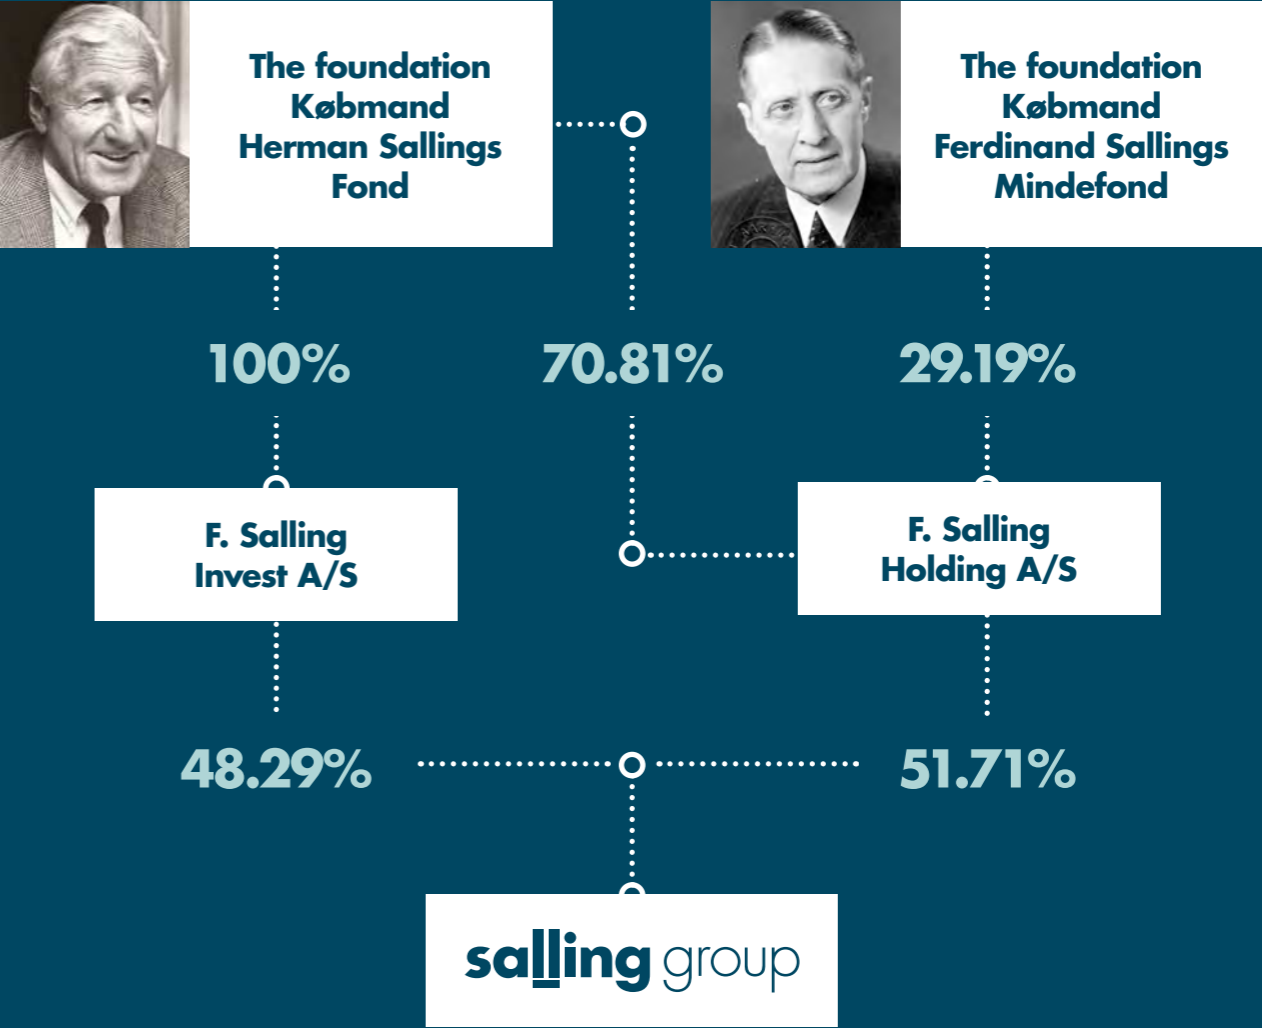 The foundation
Købmand
Herman Sallings
Fond
The foundation
Købmand
Ferdinand Sallings
Mindefond
100%
70.81%
29.19%
F. Salling
Invest A/S
F. Salling
Holding A/S
48.29%
51.71%
salling group